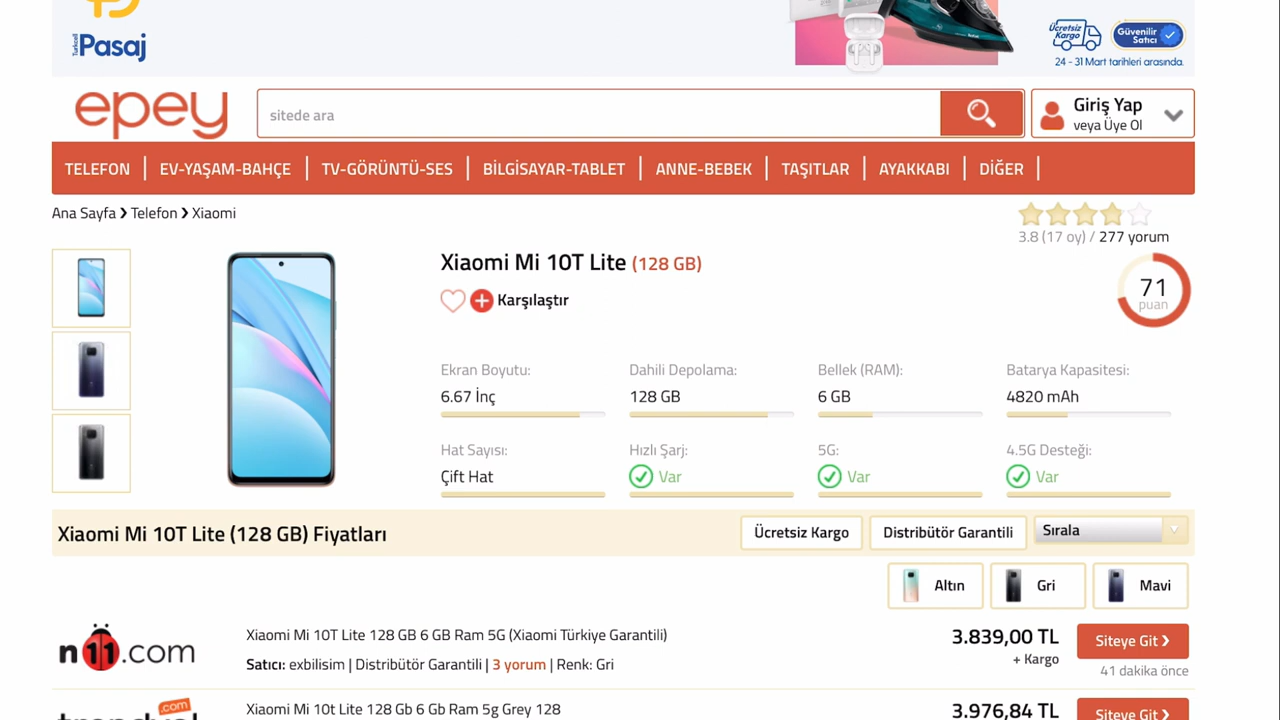 Turkcell
Pasaj
Ücretsiz Kargo
Güvenilir Satıcı
24 - 31 Mart tarihleri arasında.
epey
sitede ara
Giriş Yap
veya Üye Ol
TELEFON
EV-YAŞAM-BAHÇE
TV-GÖRÜNTÜ-SES
BİLGİSAYAR-TABLET
ANNE-BEBEK
TAŞITLAR
AYAKKABI
DİĞER
Ana Sayfa ❯ Telefon ❯ Xiaomi
3.8 (17 oy) / 277 yorum
Xiaomi Mi 10T Lite (128 GB)
Karşılaştır
71
puan
Ekran Boyutu:
6.67 İnç
Dahili Depolama:
128 GB
Bellek (RAM):
6 GB
Batarya Kapasitesi:
4820 mAh
Hat Sayısı:
Çift Hat
Hızlı Şarj:
Var
5G:
Var
4.5G Desteği:
Var
Xiaomi Mi 10T Lite (128 GB) Fiyatları
Ücretsiz Kargo
Distribütör Garantili
Sırala
Altın
Gri
Mavi
n11.com
Xiaomi Mi 10T Lite 128 GB 6 GB Ram 5G (Xiaomi Türkiye Garantili)
Satıcı: exbilisim | Distribütör Garantili | 3 yorum | Renk: Gri
3.839,00 TL
+ Kargo
Siteye Git ❯
41 dakika önce
trendyol.com
Xiaomi Mi 10t Lite 128 Gb 6 Gb Ram 5g Grey 128
3.976,84 TL
Siteye Git ❯